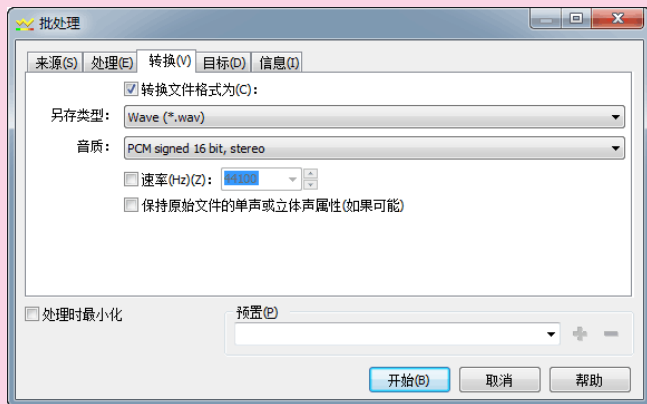 批处理
来源(S) 处理(E) 转换(V) 目标(D) 信息(I)
转换文件格式为(C):
另存类型: Wave (*.wav)
音质: PCM signed 16 bit, stereo
速率(Hz)(Z): 44100
保持原始文件的单声或立体声属性(如果可能)
处理时最小化
预置(P)
开始(B) 取消 帮助